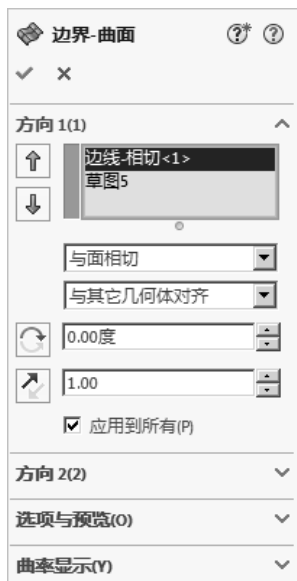 边界-曲面
方向 1(1)
边线-相切<1>
草图5
与面相切
与其它几何体对齐
0.00度
1.00
应用到所有(P)
方向 2(2)
选项与预览(O)
曲率显示(Y)